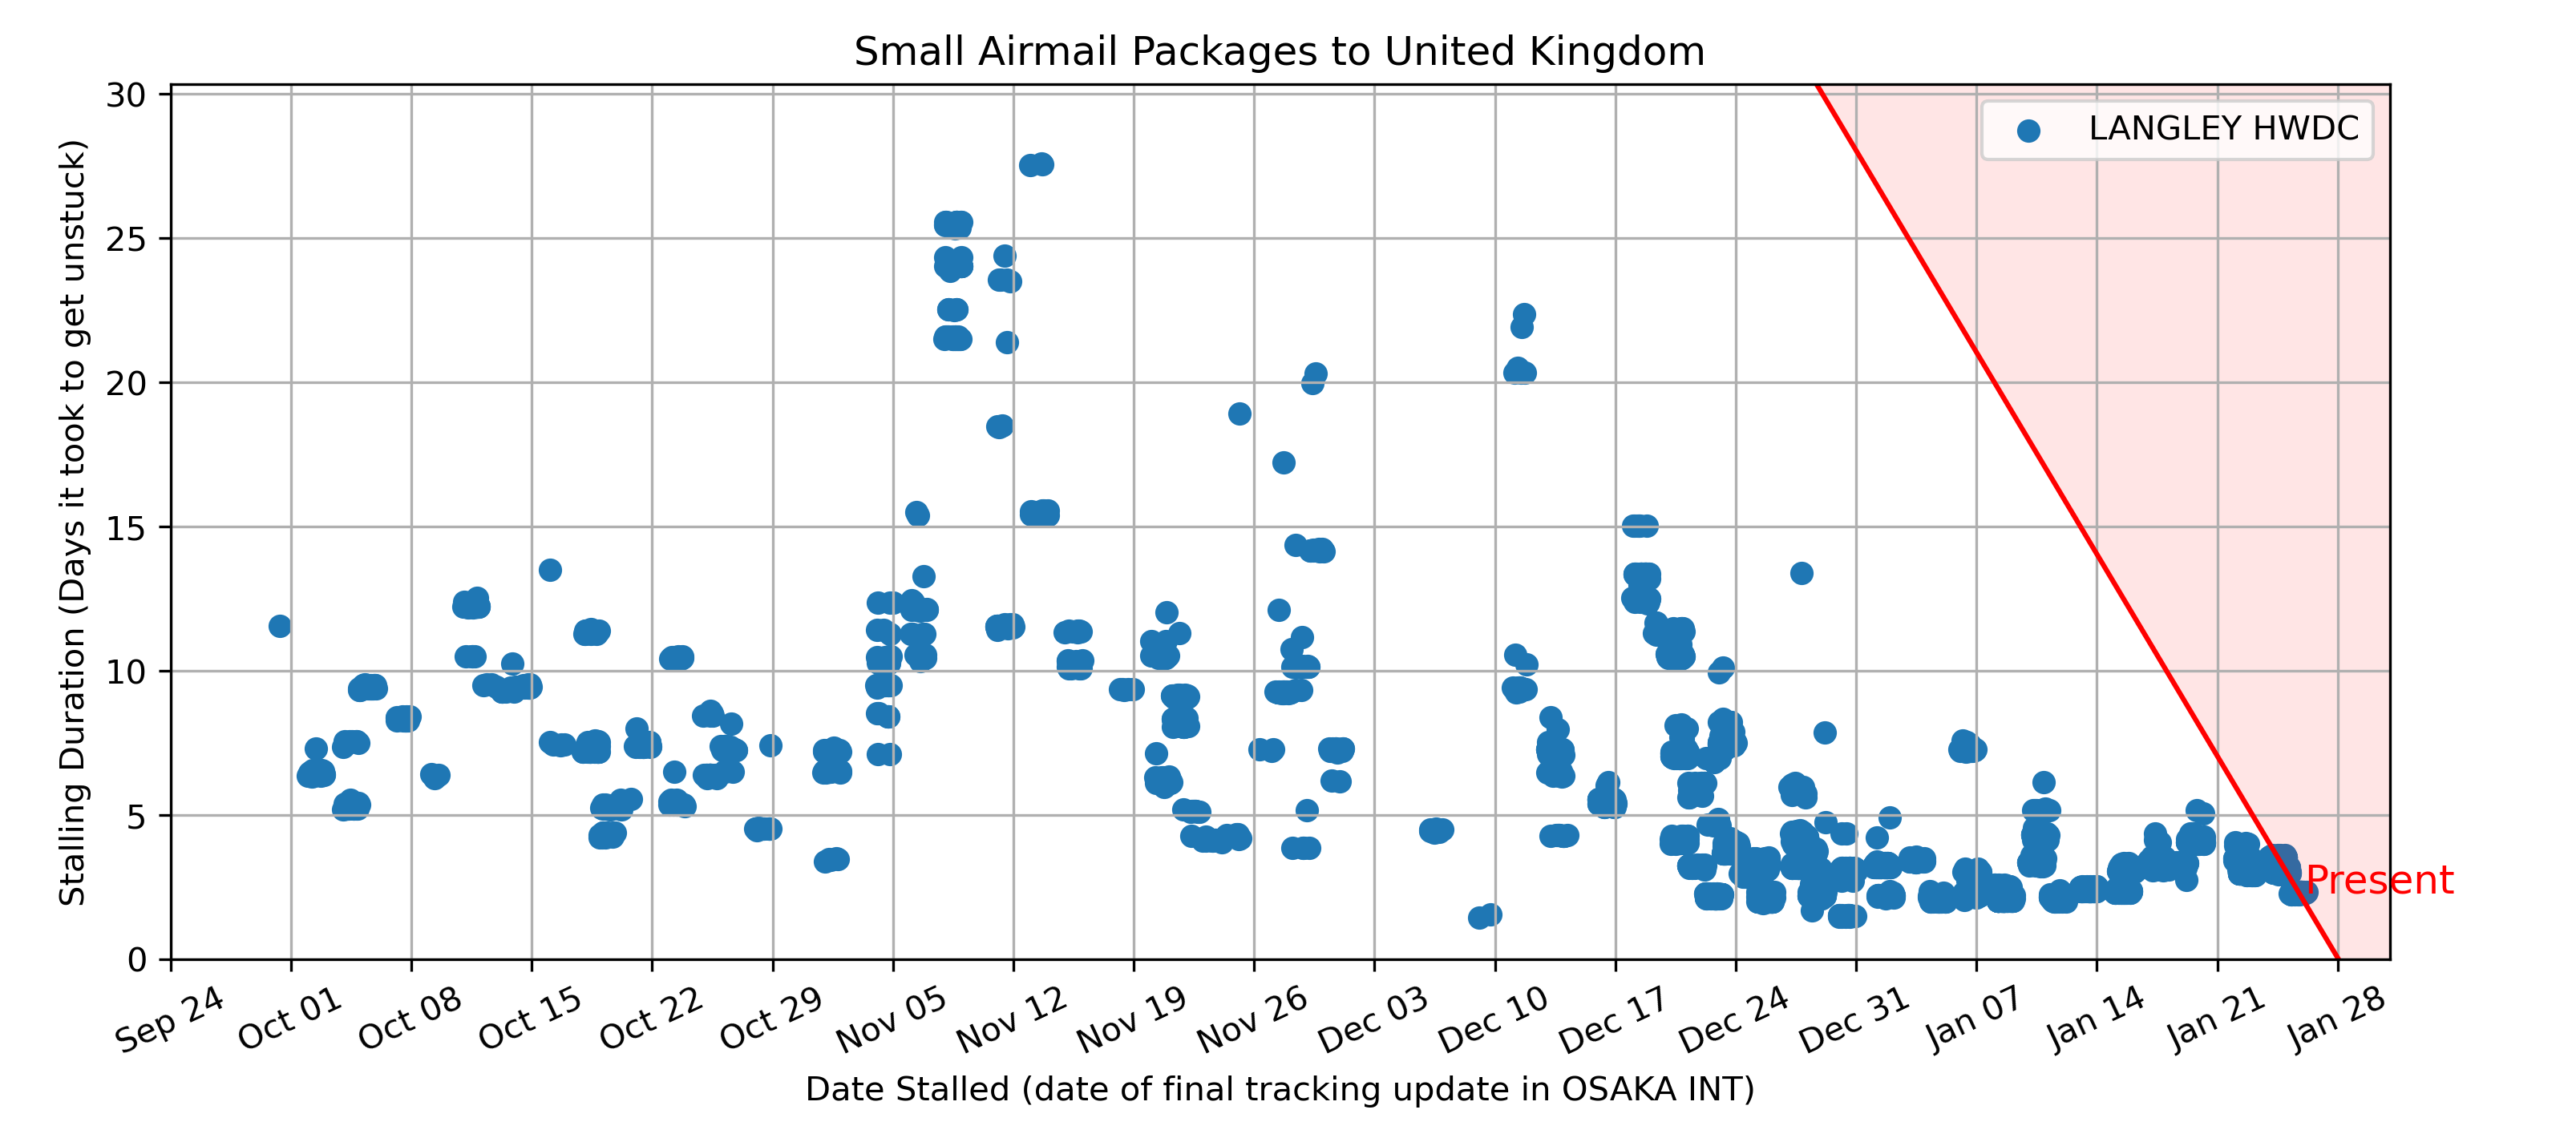 Small Airmail Packages to United Kingdom
30
25
20
15
10
5
0
Stalling Duration (Days it took to get unstuck)
LANGLEY HWDC
Present
Sep 24
Oct 01
Oct 08
Oct 15
Oct 22
Oct 29
Nov 05
Nov 12
Nov 19
Nov 26
Dec 03
Dec 10
Dec 17
Dec 24
Dec 31
Jan 07
Jan 14
Jan 21
Jan 28
Date Stalled (date of final tracking update in OSAKA INT)